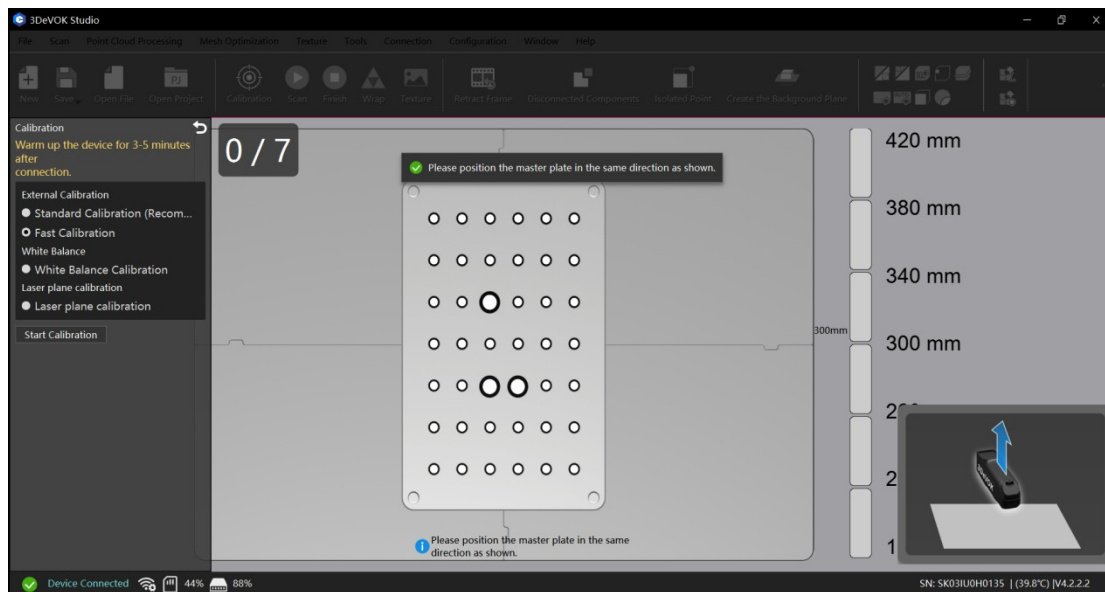 3DeVOK Studio
File Scan Point Cloud Processing Mesh Optimization Texture Tools Connection Configuration Window Help
New Save Open File Open Project Calibration Scan Finish Wrap Texture Retract Frame Disconnected Components Isolated Point Create the Background Plane
PJ
Calibration
Warm up the device for 3-5 minutes
after
connection.
External Calibration
Standard Calibration (Recom...
Fast Calibration
White Balance
White Balance Calibration
Laser plane calibration
Laser plane calibration
Start Calibration
0 / 7
Please position the master plate in the same direction as shown.
300mm
420 mm
380 mm
340 mm
300 mm
3DeVOK
Please position the master plate in the same
direction as shown.
Device Connected 44% 88% SN: SK03IU0H0135 | (39.8°C) |V4.2.2.2